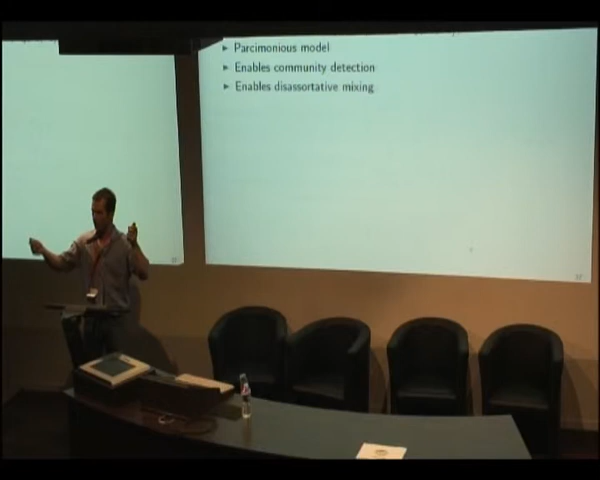 ► Parcimonious model
► Enables community detection
► Enables disassortative mixing